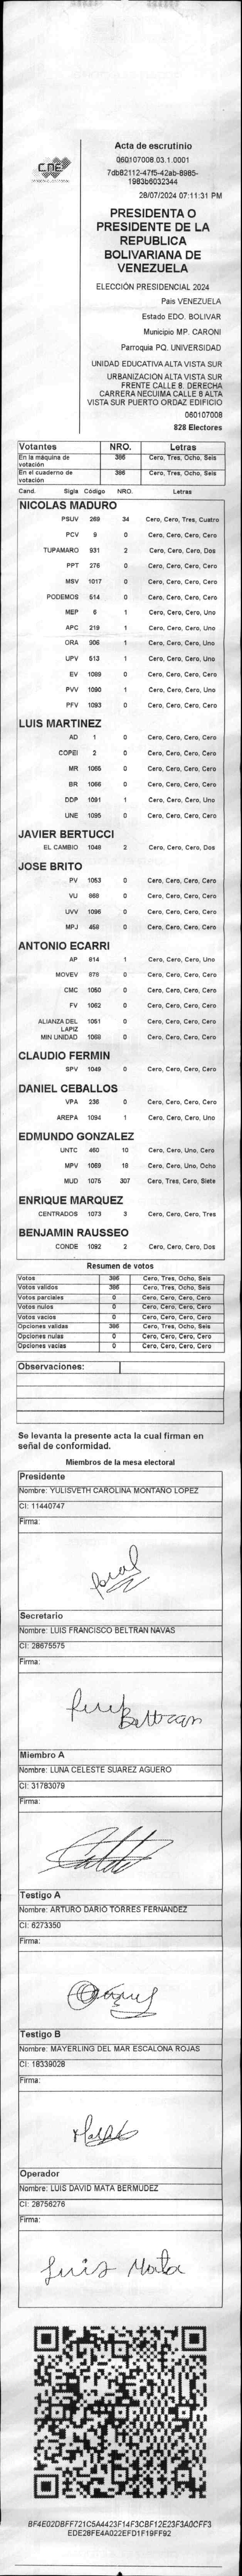 CNE
Acta de escrutinio
060107008.03.1.0001
7db82112-47f5-42ab-8985-
1983b6032344
28/07/2024 07:11:31 PM
PRESIDENTA O
PRESIDENTE DE LA
REPUBLICA
BOLIVARIANA DE
VENEZUELA
ELECCIÓN PRESIDENCIAL 2024
Pais VENEZUELA
Estado EDO. BOLIVAR
Municipio MP. CARONI
Parroquia PQ. UNIVERSIDAD
UNIDAD EDUCATIVA ALTA VISTA SUR
URBANIZACION ALTA VISTA SUR
FRENTE CALLE 8. DERECHA
CARRERA NECUIMA CALLE 8 ALTA
VISTA SUR PUERTO ORDAZ EDIFICIO
060107008
828 Electores
Votantes NRO. Letras
En la máquina de votación 386 Cero, Tres, Ocho, Seis
En el cuaderno de votación 386 Cero, Tres, Ocho, Seis
Cand. Sigla Código NRO. Letras
NICOLAS MADURO
PSUV 269 34 Cero, Cero, Tres, Cuatro
PCV 9 0 Cero, Cero, Cero, Cero
TUPAMARO 931 2 Cero, Cero, Cero, Dos
PPT 276 0 Cero, Cero, Cero, Cero
MSV 1017 0 Cero, Cero, Cero, Cero
PODEMOS 514 0 Cero, Cero, Cero, Cero
MEP 6 1 Cero, Cero, Cero, Uno
APC 219 1 Cero, Cero, Cero, Uno
ORA 906 1 Cero, Cero, Cero, Uno
UPV 513 1 Cero, Cero, Cero, Uno
EV 1089 0 Cero, Cero, Cero, Cero
PVV 1090 1 Cero, Cero, Cero, Uno
PFV 1093 0 Cero, Cero, Cero, Cero
LUIS MARTINEZ
AD 1 0 Cero, Cero, Cero, Cero
COPEI 2 0 Cero, Cero, Cero, Cero
MR 1065 0 Cero, Cero, Cero, Cero
BR 1066 0 Cero, Cero, Cero, Cero
DDP 1091 1 Cero, Cero, Cero, Uno
UNE 1095 0 Cero, Cero, Cero, Cero
JAVIER BERTUCCI
EL CAMBIO 1048 2 Cero, Cero, Cero, Dos
JOSE BRITO
PV 1053 0 Cero, Cero, Cero, Cero
VU 868 0 Cero, Cero, Cero, Cero
UVV 1096 0 Cero, Cero, Cero, Cero
MPJ 458 0 Cero, Cero, Cero, Cero
ANTONIO ECARRI
AP 814 1 Cero, Cero, Cero, Uno
MOVEV 878 0 Cero, Cero, Cero, Cero
CMC 1050 0 Cero, Cero, Cero, Cero
FV 1062 0 Cero, Cero, Cero, Cero
ALIANZA DEL LAPIZ 1051 0 Cero, Cero, Cero, Cero
MIN UNIDAD 1068 0 Cero, Cero, Cero, Cero
CLAUDIO FERMIN
SPV 1049 0 Cero, Cero, Cero, Cero
DANIEL CEBALLOS
VPA 236 0 Cero, Cero, Cero, Cero
AREPA 1094 1 Cero, Cero, Cero, Uno
EDMUNDO GONZALEZ
UNTC 460 10 Cero, Cero, Uno, Cero
MPV 1069 18 Cero, Cero, Uno, Ocho
MUD 1075 307 Cero, Tres, Cero, Siete
ENRIQUE MARQUEZ
CENTRADOS 1073 3 Cero, Cero, Cero, Tres
BENJAMIN RAUSSEO
CONDE 1092 2 Cero, Cero, Cero, Dos
Resumen de votos
Votos 386 Cero, Tres, Ocho, Seis
Votos validos 386 Cero, Tres, Ocho, Seis
Votos parciales 0 Cero, Cero, Cero, Cero
Votos nulos 0 Cero, Cero, Cero, Cero
Votos vacios 0 Cero, Cero, Cero, Cero
Opciones validas 386 Cero, Tres, Ocho, Seis
Opciones nulas 0 Cero, Cero, Cero, Cero
Opciones vacias 0 Cero, Cero, Cero, Cero
Observaciones:
Se levanta la presente acta la cual firman en
señal de conformidad.
Miembros de la mesa electoral
Presidente
Nombre: YULISVETH CAROLINA MONTAÑO LOPEZ
CI: 11440747
Firma:
Secretario
Nombre: LUIS FRANCISCO BELTRAN NAVAS
CI: 28675575
Firma:
Luis Beltran
Miembro A
Nombre: LUNA CELESTE SUAREZ AGUERO
CI: 31783079
Firma:
Testigo A
Nombre: ARTURO DARIO TORRES FERNANDEZ
CI: 6273350
Firma:
Testigo B
Nombre: MAYERLING DEL MAR ESCALONA ROJAS
CI: 18339028
Firma:
Operador
Nombre: LUIS DAVID MATA BERMUDEZ
CI: 28756276
Firma:
Luis Mata
BF4E02DBFF721C5A4423F14F3CBF12E23F3A0CFF3
EDE28FE4A022EFD1F19FF92